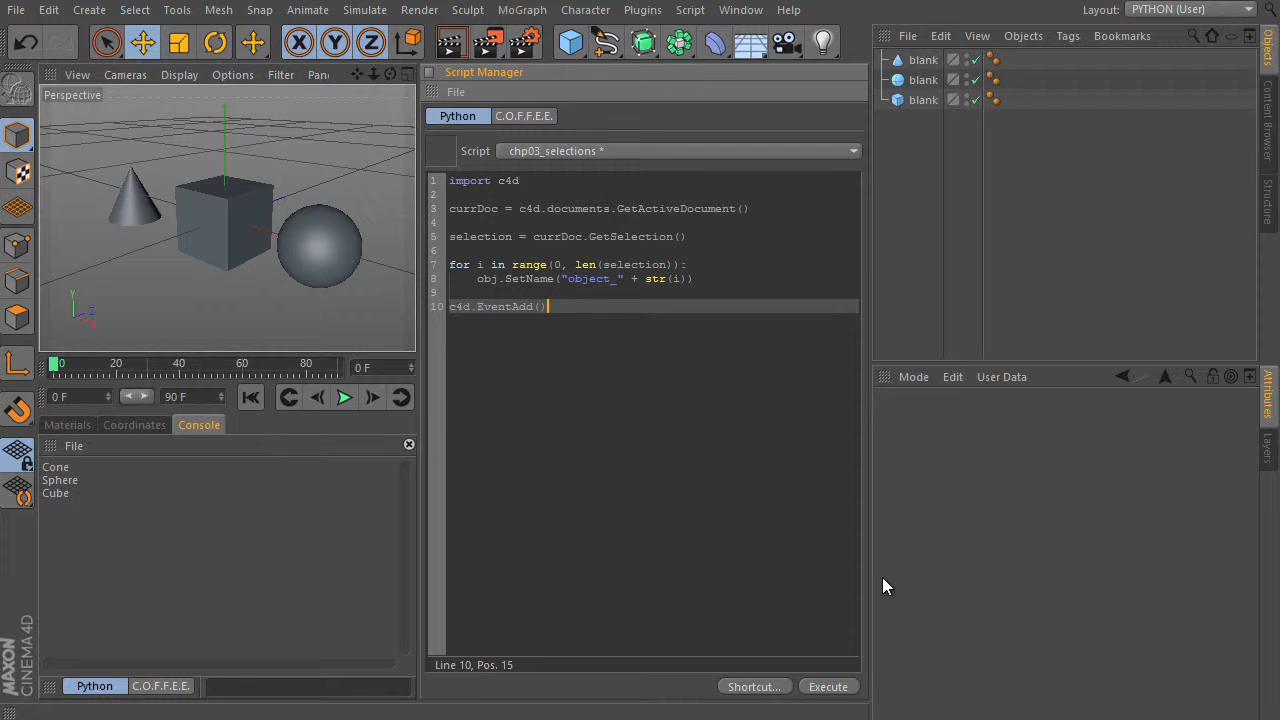 File Edit Create Select Tools Mesh Snap Animate Simulate Render Sculpt MoGraph Character Plugins Script Window Help Layout: PYTHON (User)
X Y Z
View Cameras Display Options Filter Pan
Perspective
Y
Z
X
0 20 40 60 80 0 F
0 F 90 F
Materials Coordinates Console
File
Cone
Sphere
Cube
Python C.O.F.F.E.E.
MAXON
CINEMA 4D
Script Manager
File
Python C.O.F.F.E.E.
Script chp03_selections *
1 import c4d
2
3 currDoc = c4d.documents.GetActiveDocument()
4
5 selection = currDoc.GetSelection()
6
7 for i in range(0, len(selection)):
8 obj.SetName("object_" + str(i))
9
10 c4d.EventAdd()
Line 10, Pos. 15
Shortcut... Execute
File Edit View Objects Tags Bookmarks
blank
blank
blank
Objects
Content Browser
Structure
Mode Edit User Data
Attributes
Layers